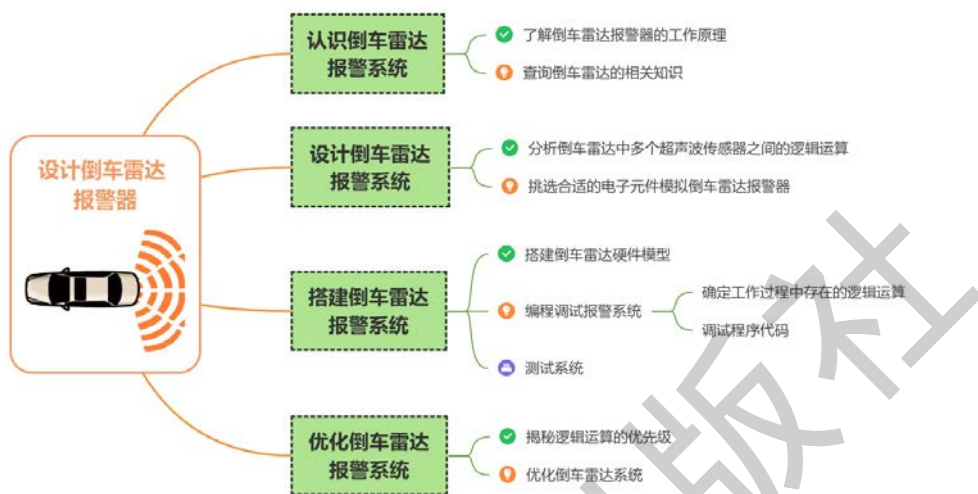 设计倒车雷达
报警器
认识倒车雷达
报警系统
了解倒车雷达报警器的工作原理
查询倒车雷达的相关知识
设计倒车雷达
报警系统
分析倒车雷达中多个超声波传感器之间的逻辑运算
挑选合适的电子元件模拟倒车雷达报警器
搭建倒车雷达
报警系统
搭建倒车雷达硬件模型
编程调试报警系统
确定工作过程中存在的逻辑运算
调试程序代码
测试系统
优化倒车雷达
报警系统
揭秘逻辑运算的优先级
优化倒车雷达系统
版社